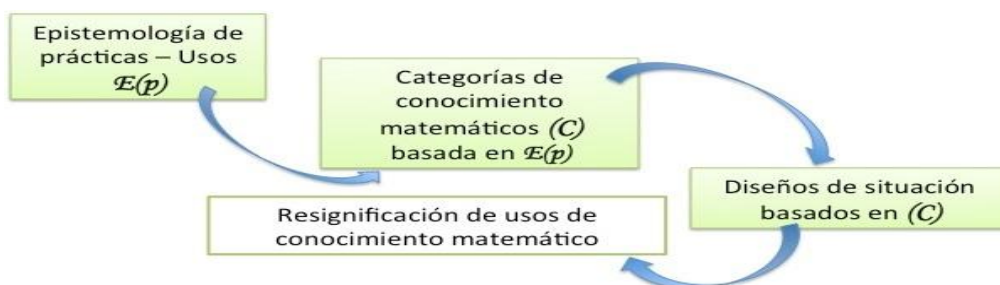 Epistemología de
prácticas – Usos
E(p)
Categorías de
conocimiento
matemáticos (C)
basada en E(p)
Diseños de situación
basados en (C)
Resignificación de usos de
conocimiento matemático